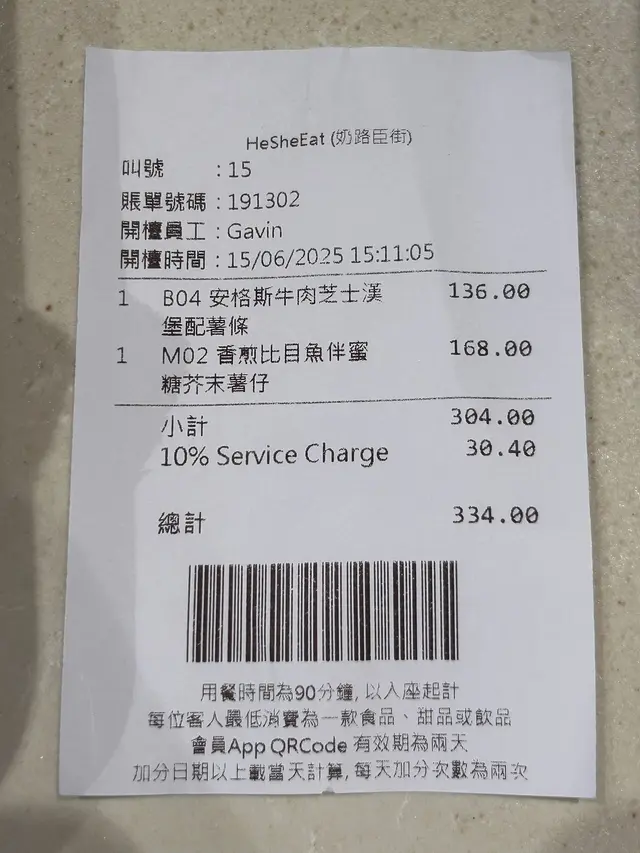 HeSheEat (奶路臣街)
叫號 : 15
賬單號碼 : 191302
開檯員工 : Gavin
開檯時間 : 15/06/2025 15:11:05
1 B04 安格斯牛肉芝士漢 136.00
堡配薯條
1 M02 香煎比目魚伴蜜 168.00
糖芥末薯仔
小計 304.00
10% Service Charge 30.40
總計 334.00
用餐時間為90分鐘, 以入座起計
每位客人最低消費為一款食品、甜品或飲品
會員App QRCode 有效期為兩天
加分日期以上載當天計算, 每天加分次數為兩次